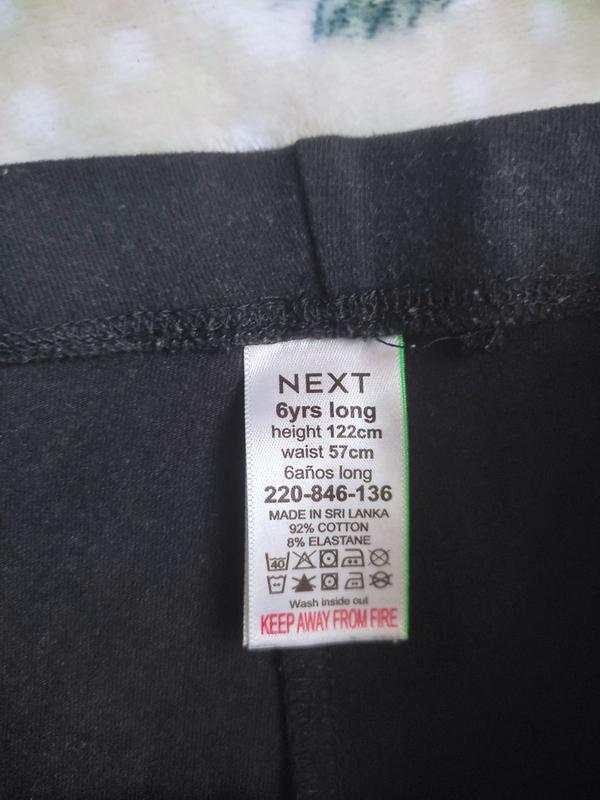 NEXT
6yrs long
height 122cm
waist 57cm
6años long
220-846-136
MADE IN SRI LANKA
92% COTTON
8% ELASTANE
40
Wash inside out
KEEP AWAY FROM FIRE